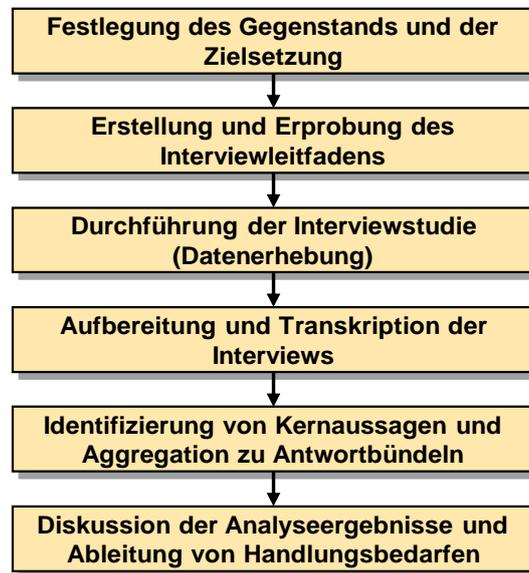 Festlegung des Gegenstands und der
Zielsetzung
Erstellung und Erprobung des
Interviewleitfadens
Durchführung der Interviewstudie
(Datenerhebung)
Aufbereitung und Transkription der
Interviews
Identifizierung von Kernaussagen und
Aggregation zu Antwortbündeln
Diskussion der Analyseergebnisse und
Ableitung von Handlungsbedarfen